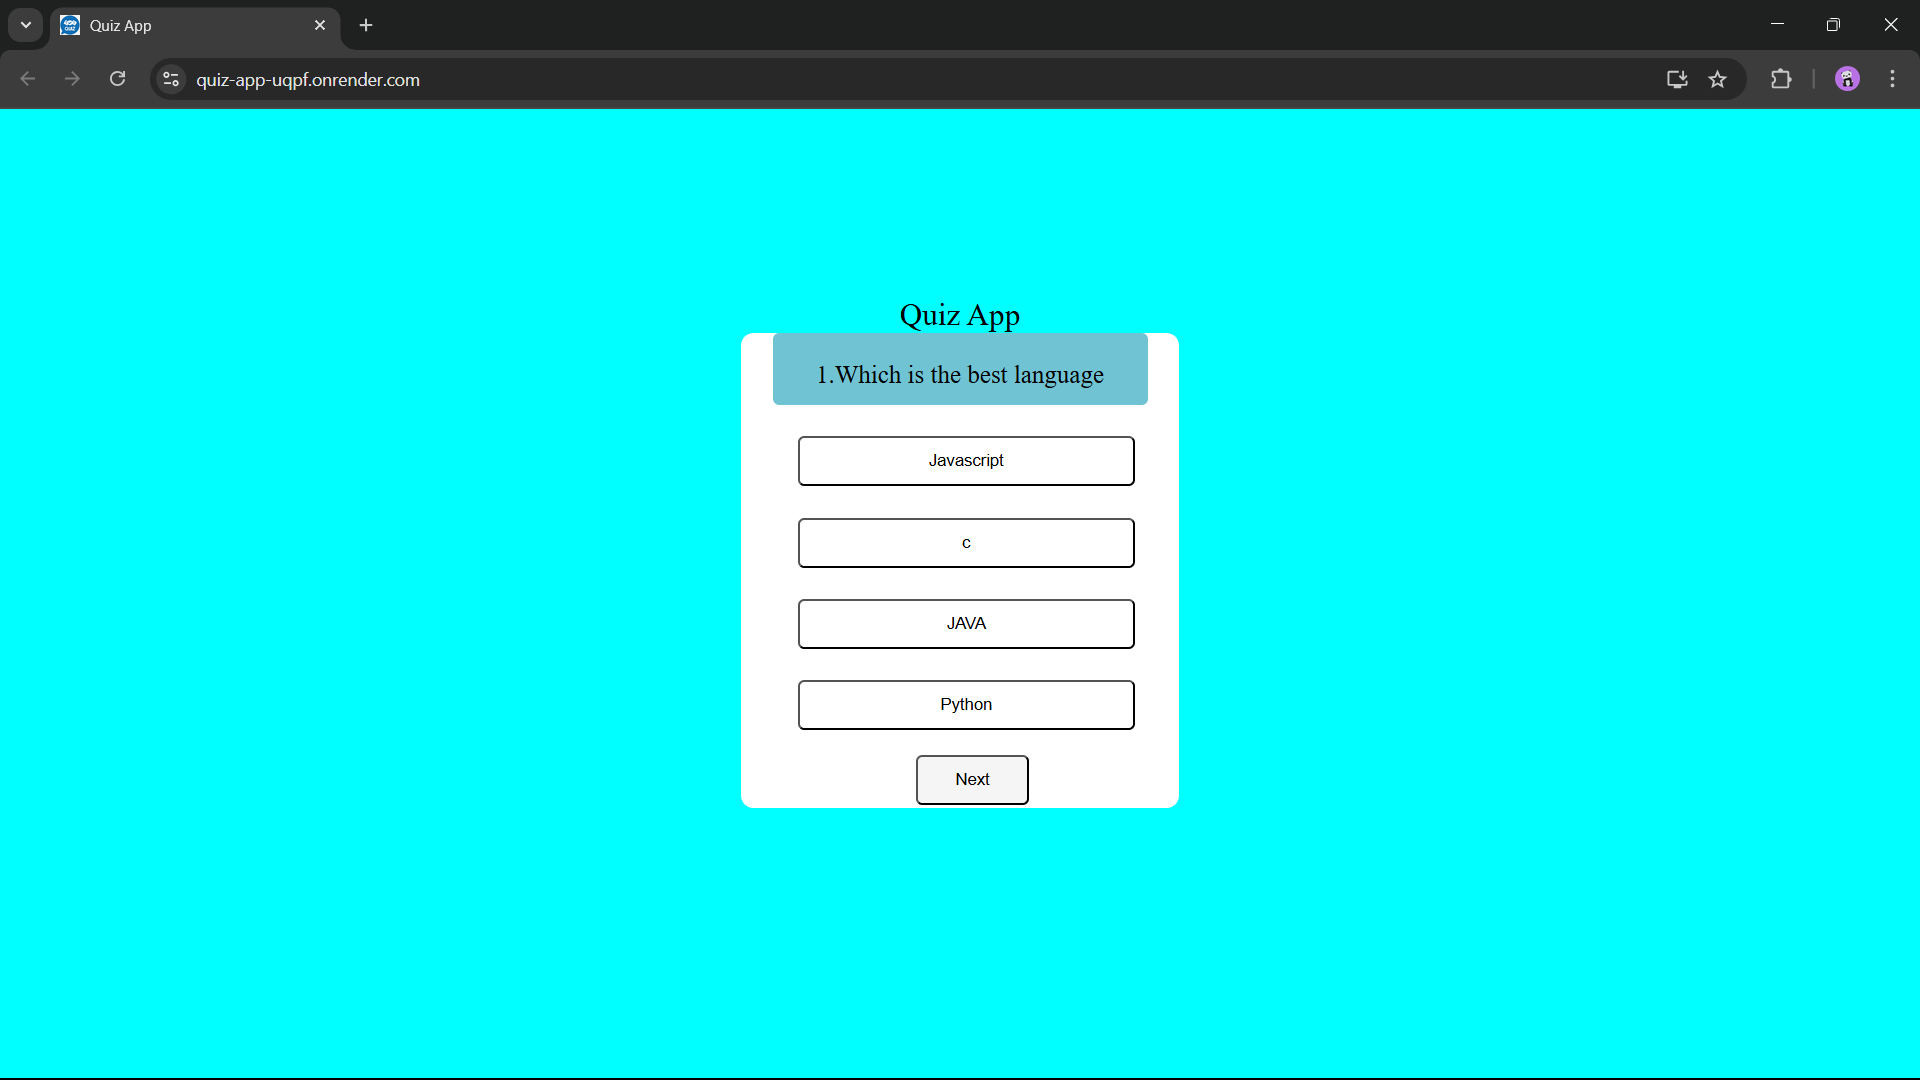 Quiz App
quiz-app-uqpf.onrender.com
Quiz App
1.Which is the best language
Javascript
c
JAVA
Python
Next